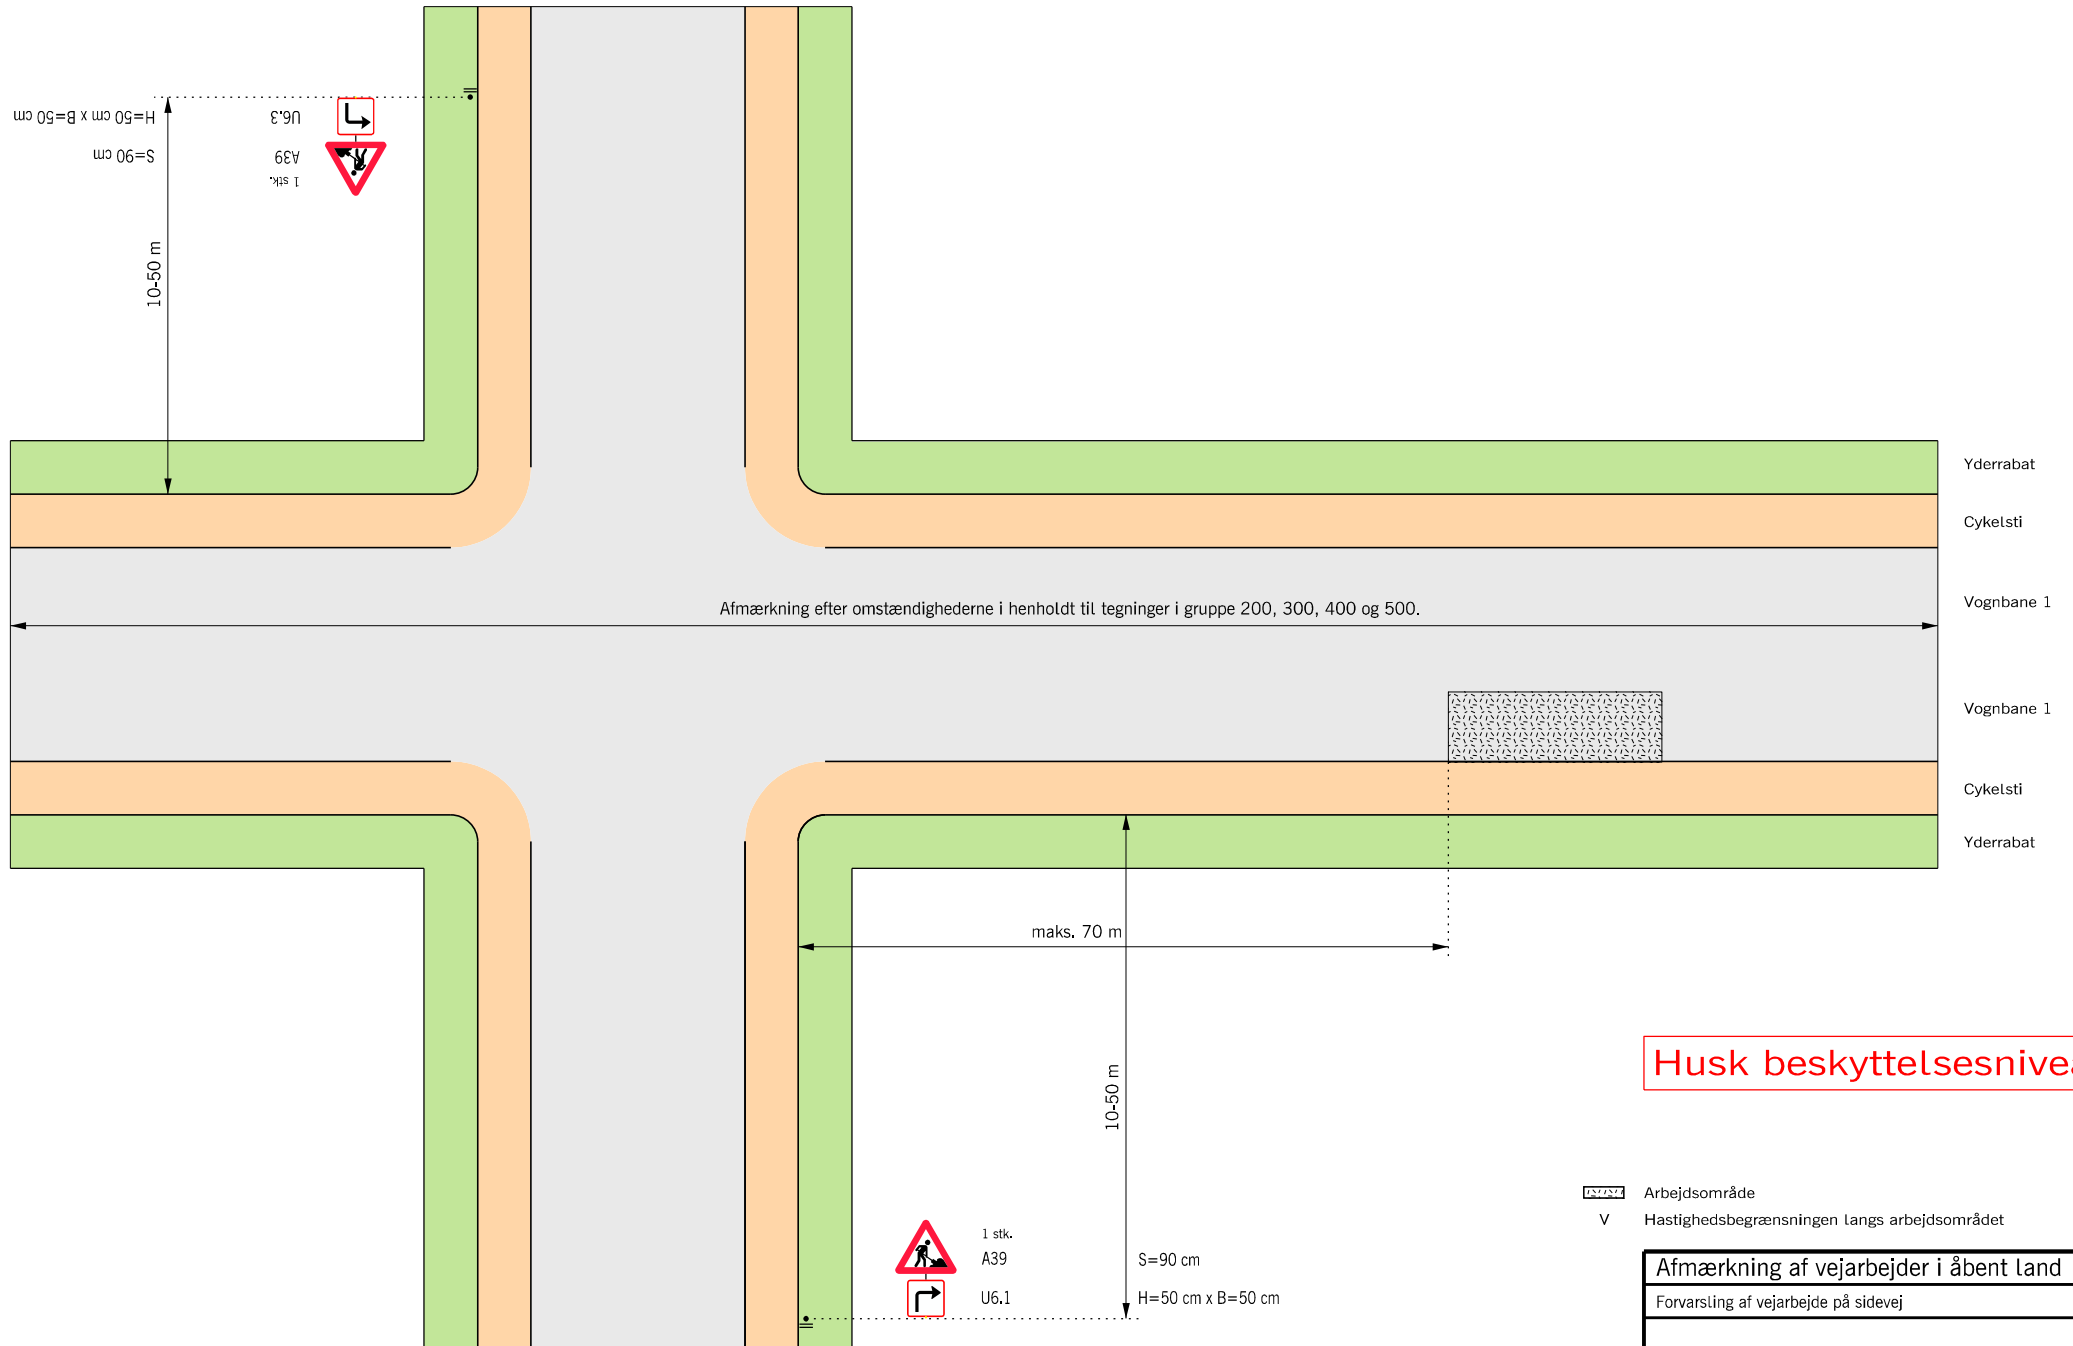 H=50 cm x B=50 cm
U6.3
S=90 cm
A39
1 stk.
10-50 m
Yderrabat
Cykelsti
Vognbane 1
Afmærkning efter omstændighederne i henholdt til tegninger i gruppe 200, 300, 400 og 500.
Vognbane 1
Cykelsti
Yderrabat
maks. 70 m
10-50 m
Husk beskyttelsesnivea
Arbejdsområde
V Hastighedsbegrænsningen langs arbejdsområdet
1 stk.
A39 S=90 cm
U6.1 H=50 cm x B=50 cm
Afmærkning af vejarbejder i åbent land
Forvarsling af vejarbejde på sidevej